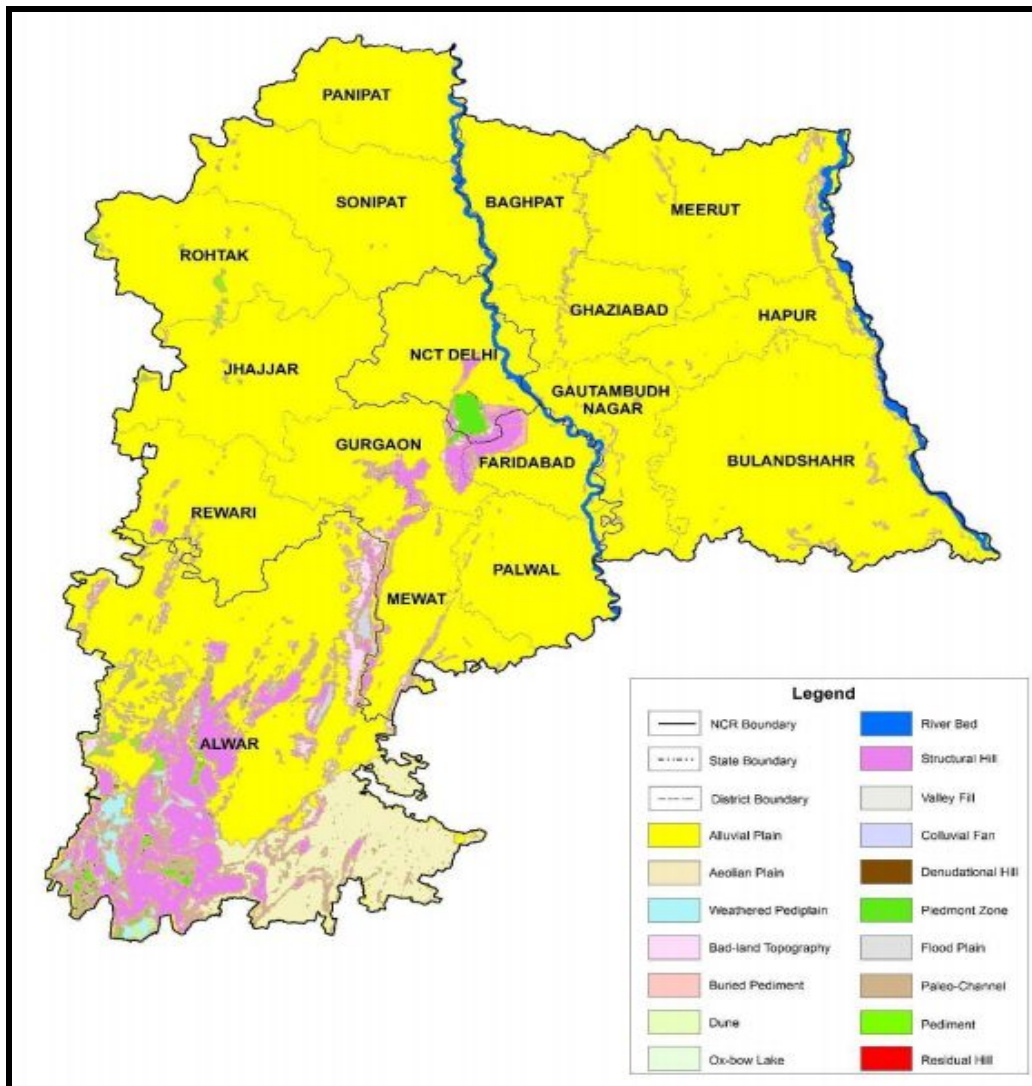 PANIPAT
SONIPAT
BAGHPAT
MEERUT
ROHTAK
GHAZIABAD
HAPUR
NCT DELHI
JHAJJAR
GAUTAMBUDH
NAGAR
GURGAON
FARIDABAD
BULANDSHAHR
REWARI
PALWAL
MEWAT
ALWAR
Legend
NCR Boundary
State Boundary
District Boundary
Alluvial Plain
Aeolian Plain
Weathered Pediplain
Bad-land Topography
Buried Pediment
Dune
Ox-bow Lake
River Bed
Structural Hill
Valley Fill
Colluvial Fan
Denudational Hill
Piedmont Zone
Flood Plain
Paleo-Channel
Pediment
Residual Hill